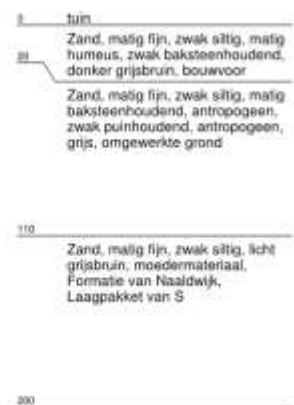 tuin
Zand, matig fijn, zwak siltig, matig
humeus, zwak baksteenhoudend,
donker grijsbruin, bouwvoor
Zand, matig fijn, zwak siltig, matig
baksteenhoudend, antropogeen,
zwak puinhoudend, antropogeen,
grijs, omgewerkte grond
110
Zand, matig fijn, zwak siltig, licht
grijsbruin, moedermateriaal,
Formatie van Naaldwijk,
Laagpakket van S
200